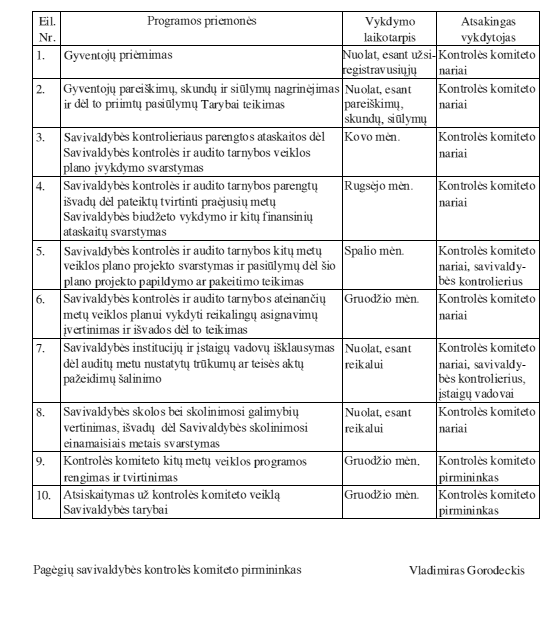 Eil. Nr. Programos priemonės Vykdymo laikotarpis Atsakingas vykdytojas
1. Gyventojų priėmimas Nuolat, esant užsi-registravusiųjų Kontrolės komiteto nariai
2. Gyventojų pareiškimų, skundų ir siūlymų nagrinėjimas
ir dėl to priimtų pasiūlymų Tarybai teikimas
Nuolat, esant
pareiškimų,
skundų, siūlymų
Kontrolės komiteto
nariai
3. Savivaldybės kontrolieriaus parengtos ataskaitos dėl
Savivaldybės kontrolės ir audito tarnybos veiklos
plano įvykdymo svarstymas
Kovo mėn.
Kontrolės komiteto
nariai
4. Savivaldybės kontrolės ir audito tarnybos parengtų
išvadų dėl pateiktų tvirtinti praėjusių metų
Savivaldybės biudžeto vykdymo ir kitų finansinių
ataskaitų svarstymas
Rugsėjo mėn.
Kontrolės komiteto
nariai
5. Savivaldybės kontrolės ir audito tarnybos kitų metų
veiklos plano projekto svarstymas ir pasiūlymų dėl šio
plano projekto papildymo ar pakeitimo teikimas
Spalio mėn.
Kontrolės komiteto
nariai, savivaldy-
bės kontrolierius
6. Savivaldybės kontrolės ir audito tarnybos ateinančių
metų veiklos planui vykdyti reikalingų asignavimų
įvertinimas ir išvados dėl to teikimas
Gruodžio mėn.
Kontrolės komiteto
nariai
7. Savivaldybės institucijų ir įstaigų vadovų išklausymas
dėl auditų metu nustatytų trūkumų ar teisės aktų
pažeidimų šalinimo
Nuolat, esant
reikalui
Kontrolės komiteto
nariai, savivaldy-
bės kontrolierius,
įstaigų vadovai
8. Savivaldybės skolos bei skolinimosi galimybių
vertinimas, išvadų dėl Savivaldybės skolinimosi
einamaisiais metais svarstymas
Nuolat, esant
reikalui
Kontrolės komiteto
nariai
9. Kontrolės komiteto kitų metų veiklos programos
rengimas ir tvirtinimas
Gruodžio mėn.
Kontrolės komiteto
pirmininkas
10. Atsiskaitymas už kontrolės komiteto veiklą
Savivaldybės tarybai
Gruodžio mėn.
Kontrolės komiteto
pirmininkas
Pagėgių savivaldybės kontrolės komiteto pirmininkas Vladimiras Gorodeckis